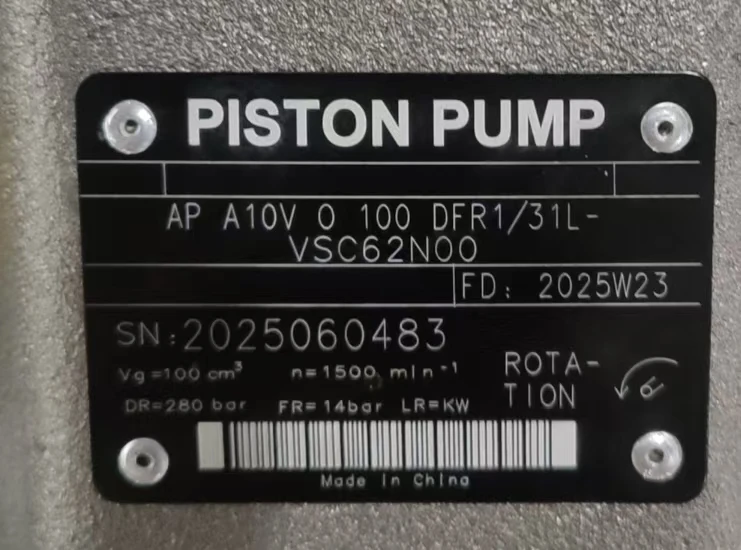 PISTON PUMP
AP A10V O 100 DFR1/31L-
VSC62N00
FD: 2025W23
SN:2025060483
Vg=100 cm³ n=1500 min⁻¹
DR=280 bar FR=14bar LR=KW
ROTA-
TION
Made in China